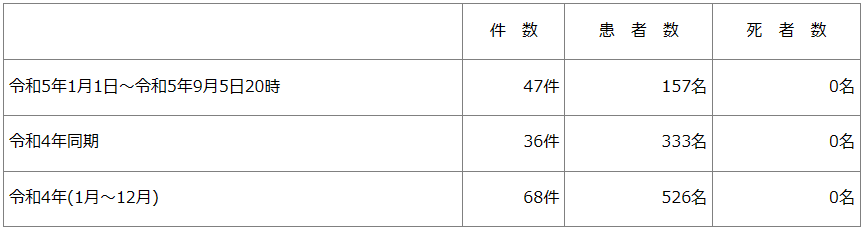 件　数　患　者　数　死　者　数
令和5年1月1日～令和5年9月5日20時　47件　157名　0名
令和4年同期　36件　333名　0名
令和4年(1月～12月)　68件　526名　0名